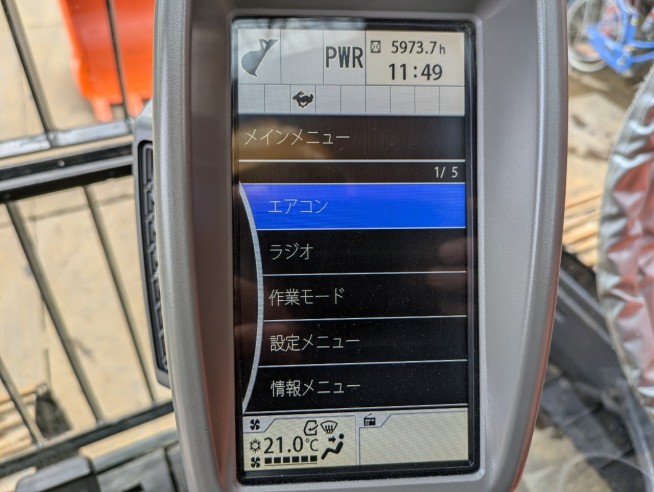 PWR
5973.7h
11:49
メインメニュー
1/ 5
エアコン
ラジオ
作業モード
設定メニュー
情報メニュー
21.0℃